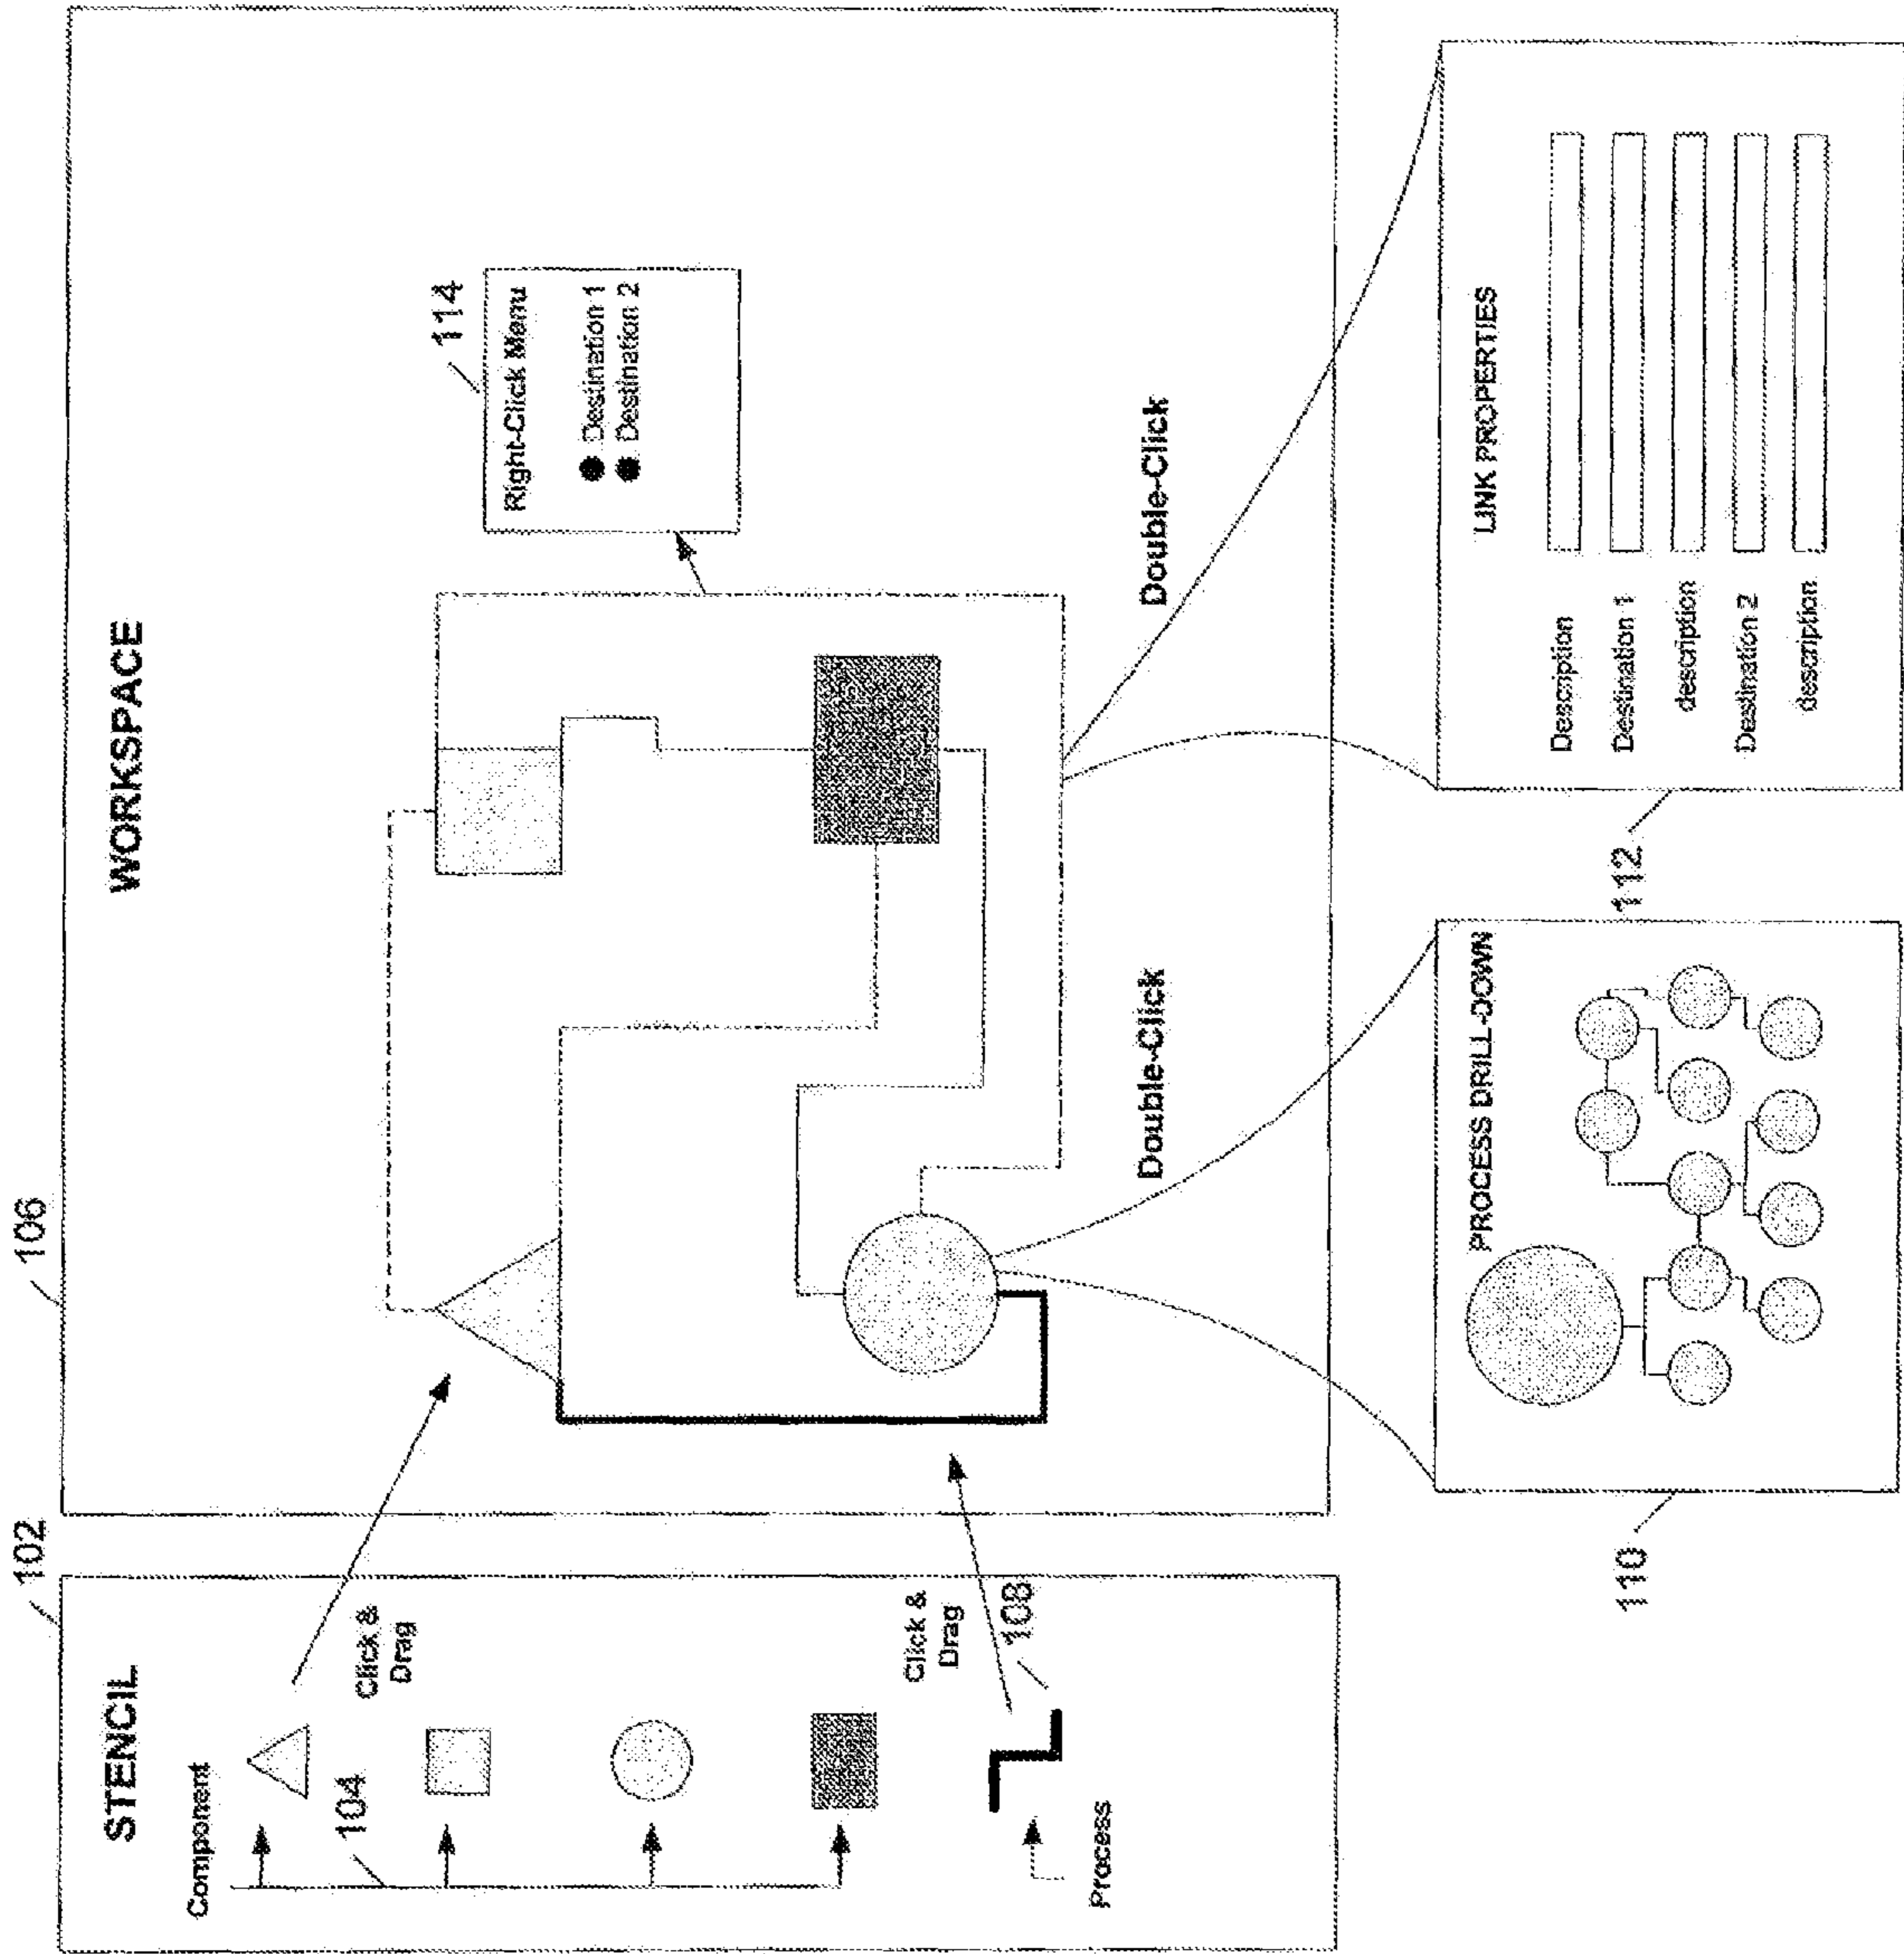 102
STENCIL
Component
104
Click &
Drag
Click &
Drag
108
Process
106
WORKSPACE
114
Right-Click Menu
Destination 1
Destination 2
Double-Click
Double-Click
110
PROCESS DRILL-DOWN
112
LINK PROPERTIES
Description
Destination 1
description
Destination 2
description